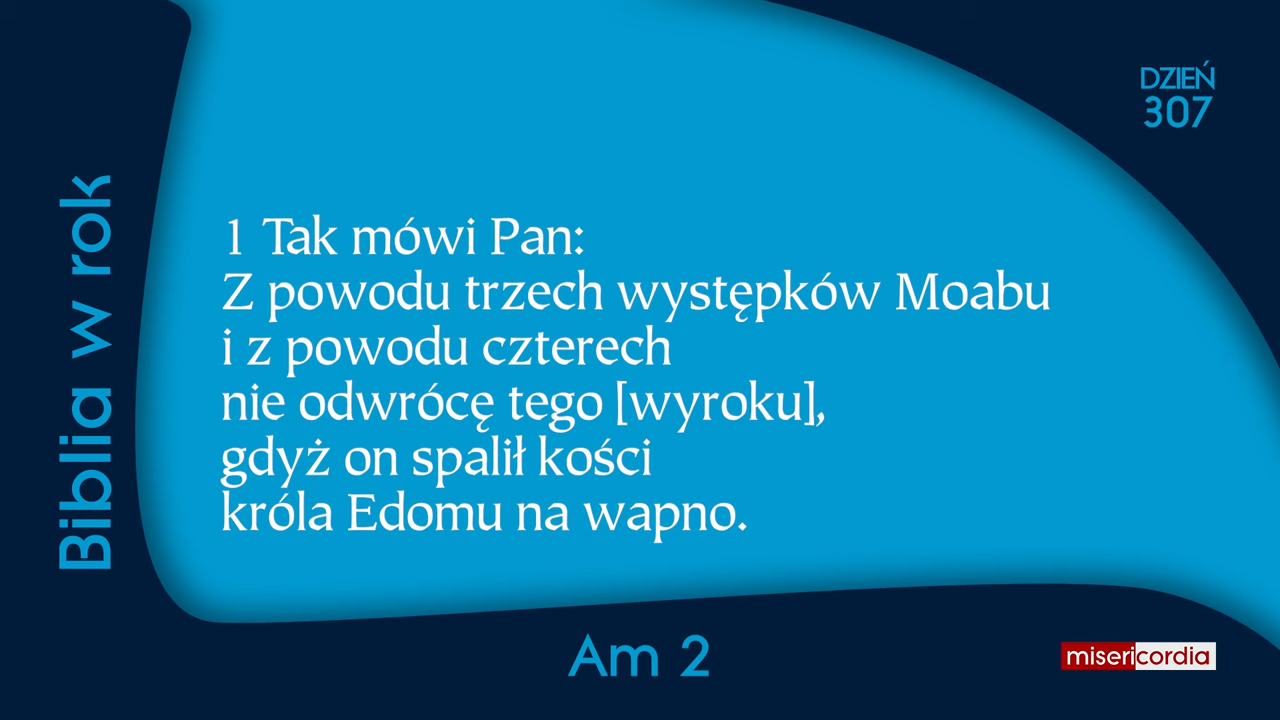 DZIEŃ
307
Biblia w rok
1 Tak mówi Pan:
Z powodu trzech występków Moabu
i z powodu czterech
nie odwrócę tego [wyroku],
gdyż on spalił kości
króla Edomu na wapno.
Am 2
misericordia